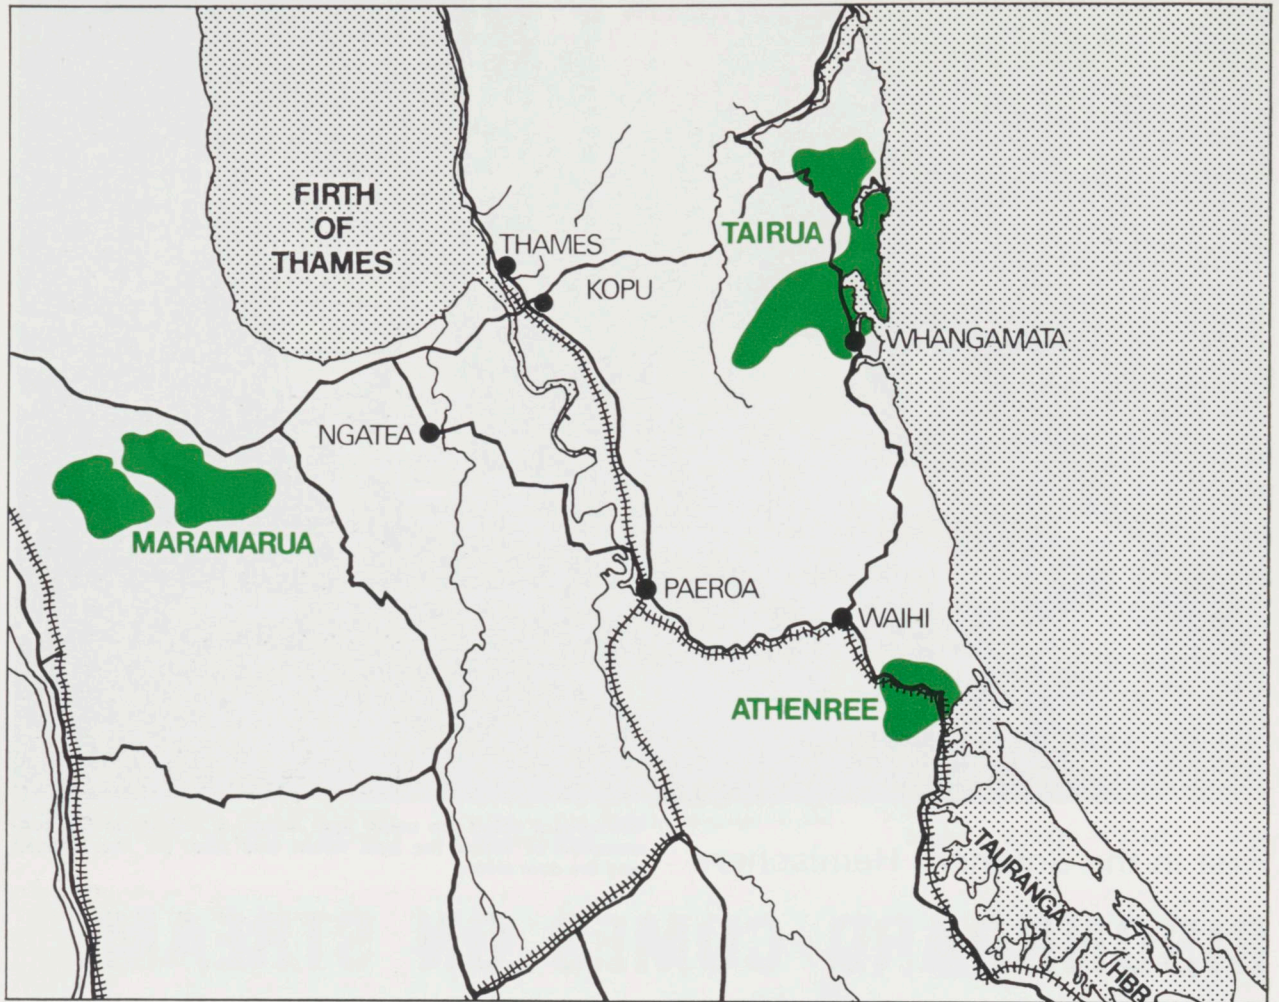 FIRTH
OF
THAMES
THAMES
KOPU
TAIRUA
WHANGAMATA
NGATEA
MARAMARUA
PAEROA
WAIHI
ATHENREE
TAURANGA
HBR